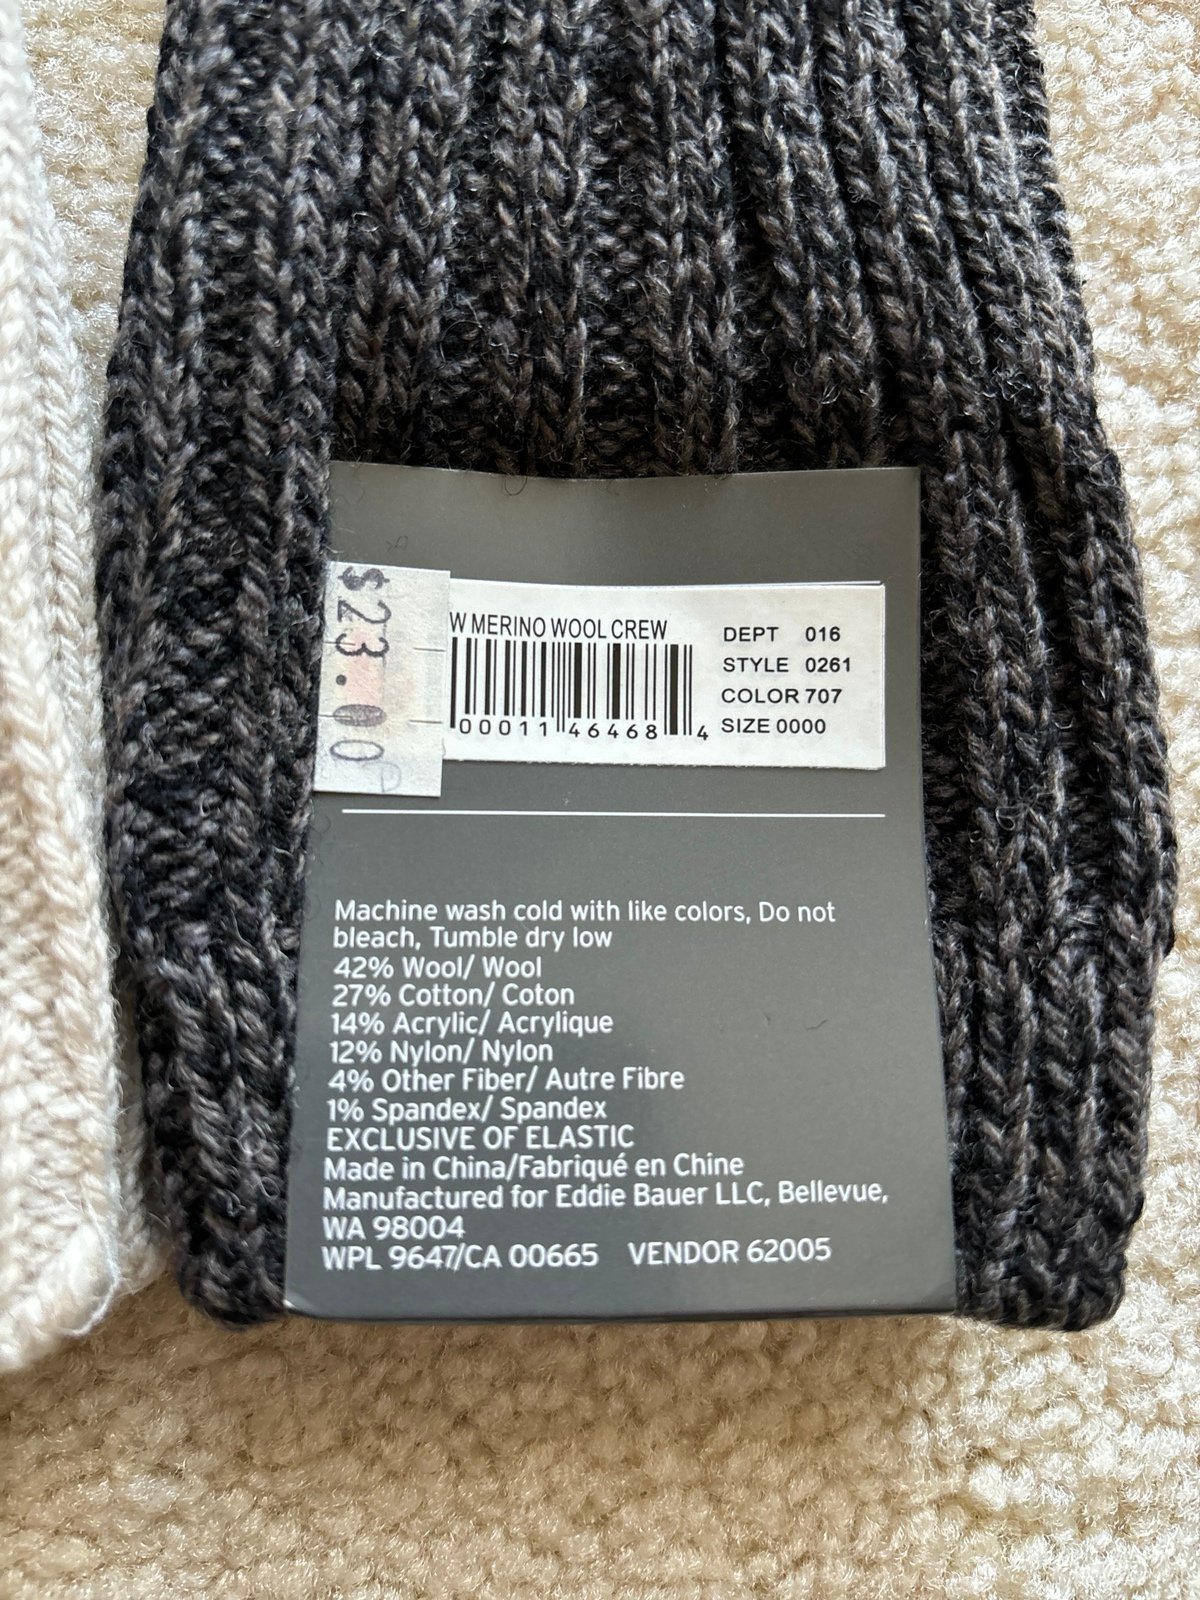 $23.00
W MERINO WOOL CREW
00011 46468 4
DEPT 016
STYLE 0261
COLOR 707
SIZE 0000
Machine wash cold with like colors, Do not
bleach, Tumble dry low
42% Wool/ Wool
27% Cotton/ Coton
14% Acrylic/ Acrylique
12% Nylon/ Nylon
4% Other Fiber/ Autre Fibre
1% Spandex/ Spandex
EXCLUSIVE OF ELASTIC
Made in China/Fabriqué en Chine
Manufactured for Eddie Bauer LLC, Bellevue,
WA 98004
WPL 9647/CA 00665 VENDOR 62005